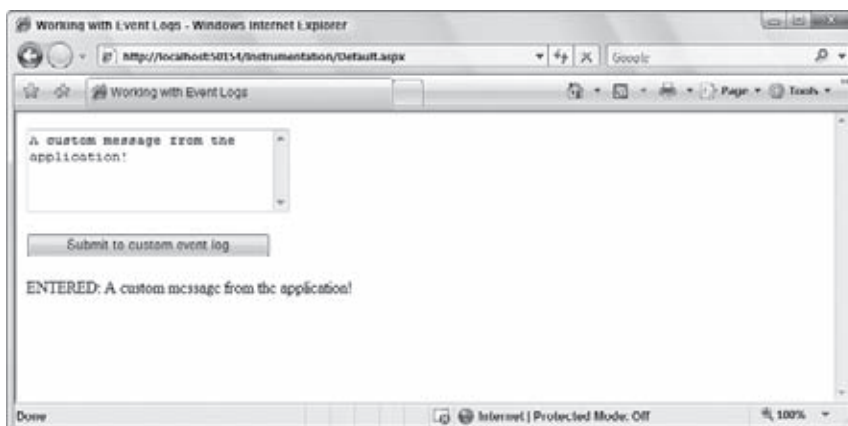 Working with Event Logs - Windows Internet Explorer
http://localhost:50154/Instrumentation/Default.aspx
Google
Working with Event Logs
Page
Tools
A custom message from the
application!
Submit to custom event log
ENTERED: A custom message from the application!
Done
Internet | Protected Mode: Off
100%